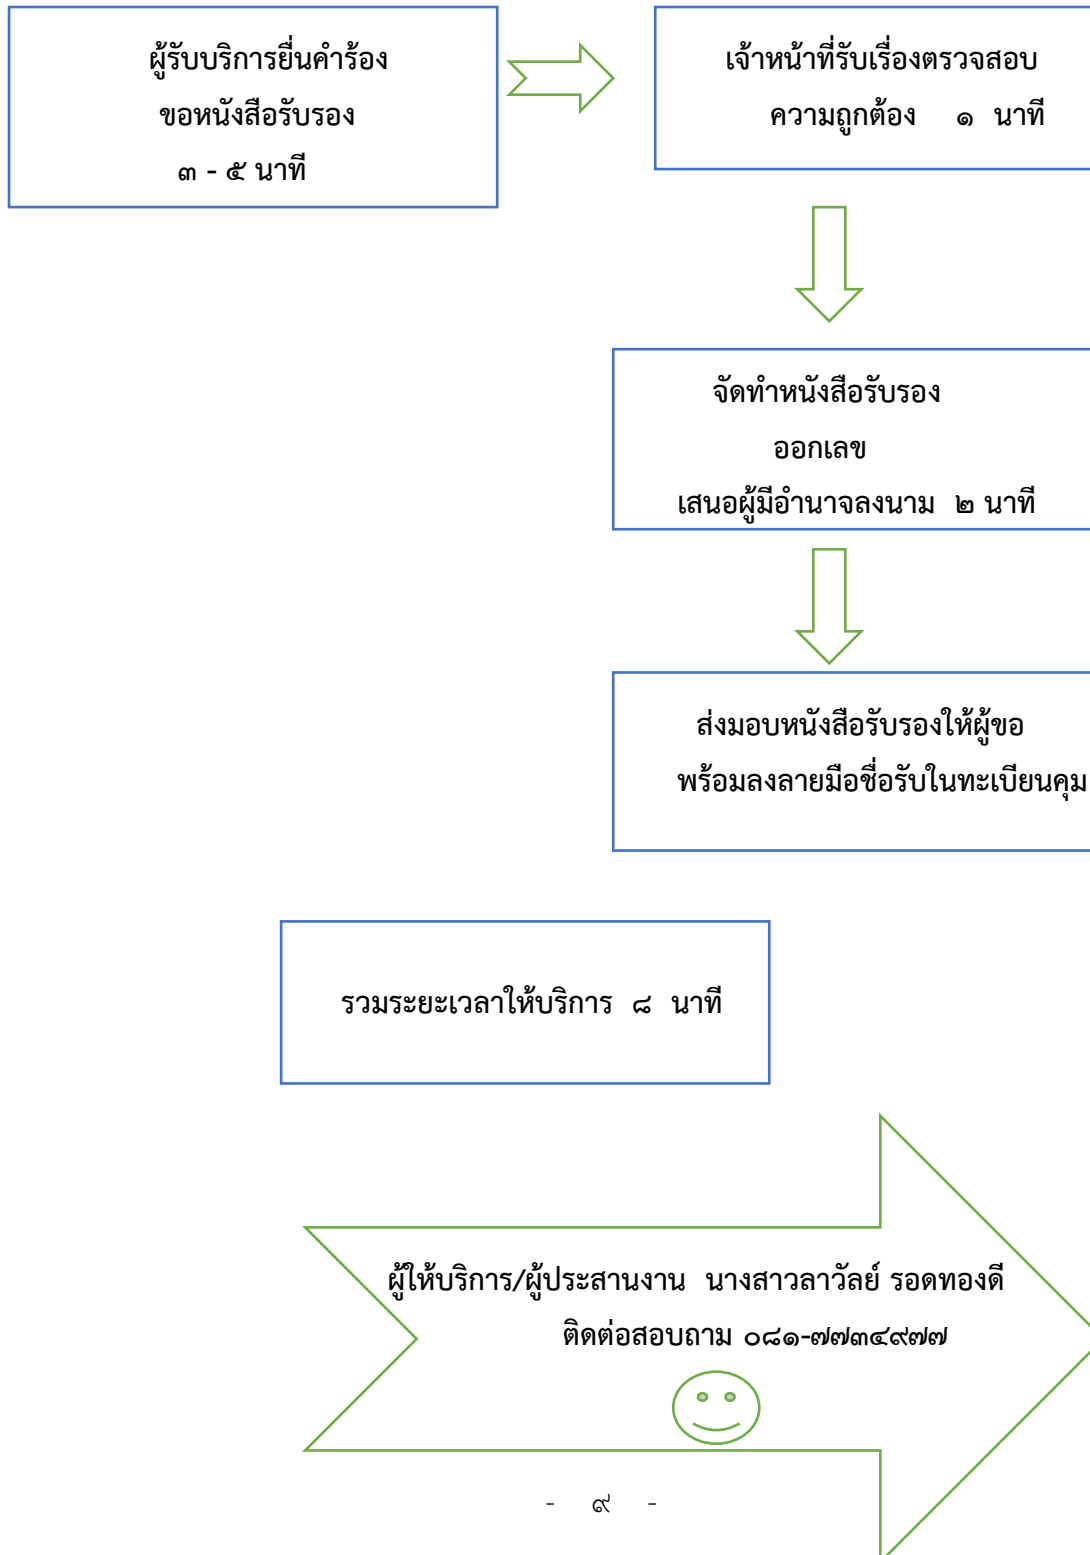 ผู้รับบริการยื่นคำร้อง
ขอหนังสือรับรอง
๓ - ๕ นาที
เจ้าหน้าที่รับเรื่องตรวจสอบ
ความถูกต้อง ๑ นาที
จัดทำหนังสือรับรอง
ออกเลข
เสนอผู้มีอำนาจลงนาม ๒ นาที
ส่งมอบหนังสือรับรองให้ผู้ขอ
พร้อมลงลายมือชื่อรับในทะเบียนคุม
รวมระยะเวลาให้บริการ ๘ นาที
ผู้ให้บริการ/ผู้ประสานงาน นางสาวลาวัลย์ รอดทองดี
ติดต่อสอบถาม ๐๘๑-๗๗๓๔๙๗๗
- ๙ -